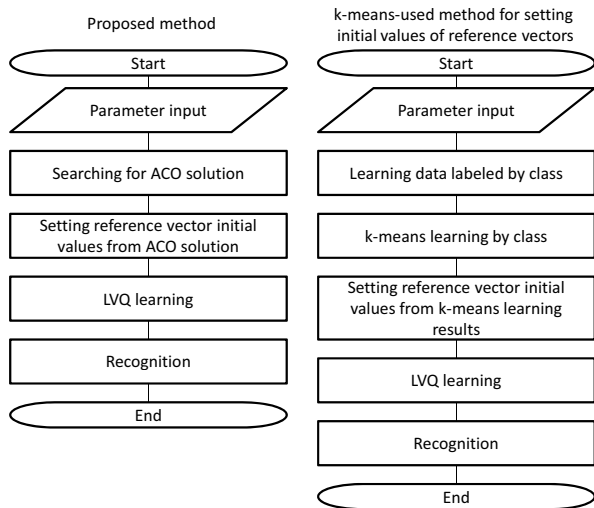 Proposed method
Start
Parameter input
Searching for ACO solution
Setting reference vector initial
values from ACO solution
LVQ learning
Recognition
End
k-means-used method for setting
initial values of reference vectors
Start
Parameter input
Learning data labeled by class
k-means learning by class
Setting reference vector initial
values from k-means learning
results
LVQ learning
Recognition
End